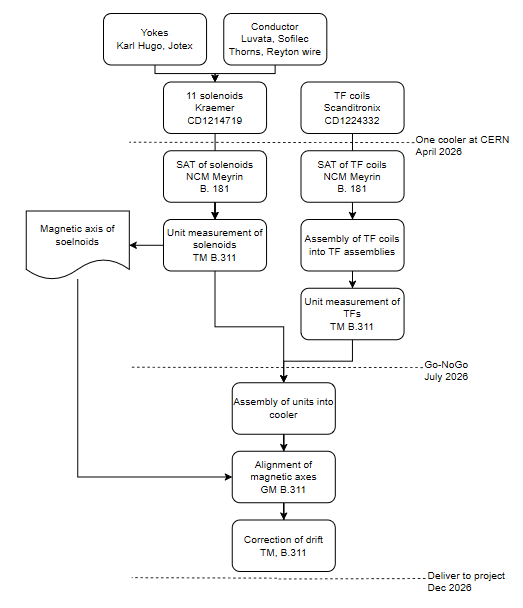 Yokes
Karl Hugo, Jotex
Conductor
Luvata, Sofilec
Thorns, Reyton wire
11 solenoids
Kraemer
CD1214719
TF coils
Scanditronix
CD1224332
One cooler at CERN
April 2026
SAT of solenoids
NCM Meyrin
B. 181
SAT of TF coils
NCM Meyrin
B. 181
Magnetic axis of
soelnoids
Unit measurement of
solenoids
TM B.311
Assembly of TF coils
into TF assemblies
Unit measurement of
TFs
TM B.311
Go-NoGo
July 2026
Assembly of units into
cooler
Alignment of
magnetic axes
GM B.311
Correction of drift
TM, B.311
Deliver to project
Dec 2026